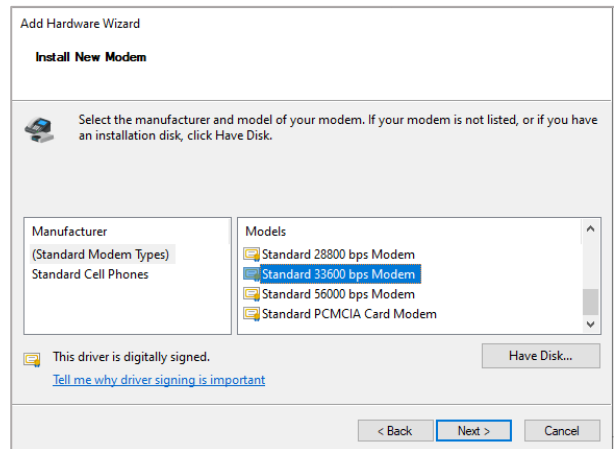 Add Hardware Wizard
Install New Modem
Select the manufacturer and model of your modem. If your modem is not listed, or if you have
an installation disk, click Have Disk.
Manufacturer
(Standard Modem Types)
Standard Cell Phones
Models
Standard 28800 bps Modem
Standard 33600 bps Modem
Standard 56000 bps Modem
Standard PCMCIA Card Modem
This driver is digitally signed.
Tell me why driver signing is important
Have Disk...
< Back
Next >
Cancel